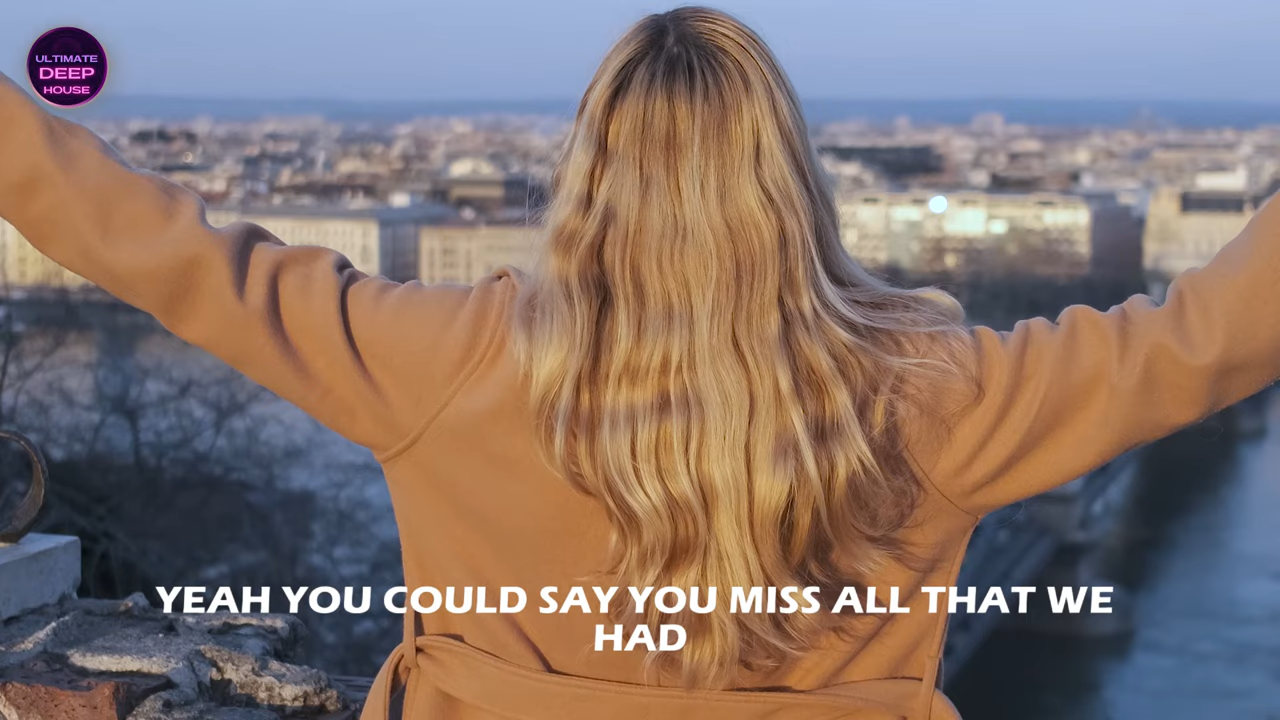 ULTIMATE
DEEP
HOUSE
YEAH YOU COULD SAY YOU MISS ALL THAT WE
HAD